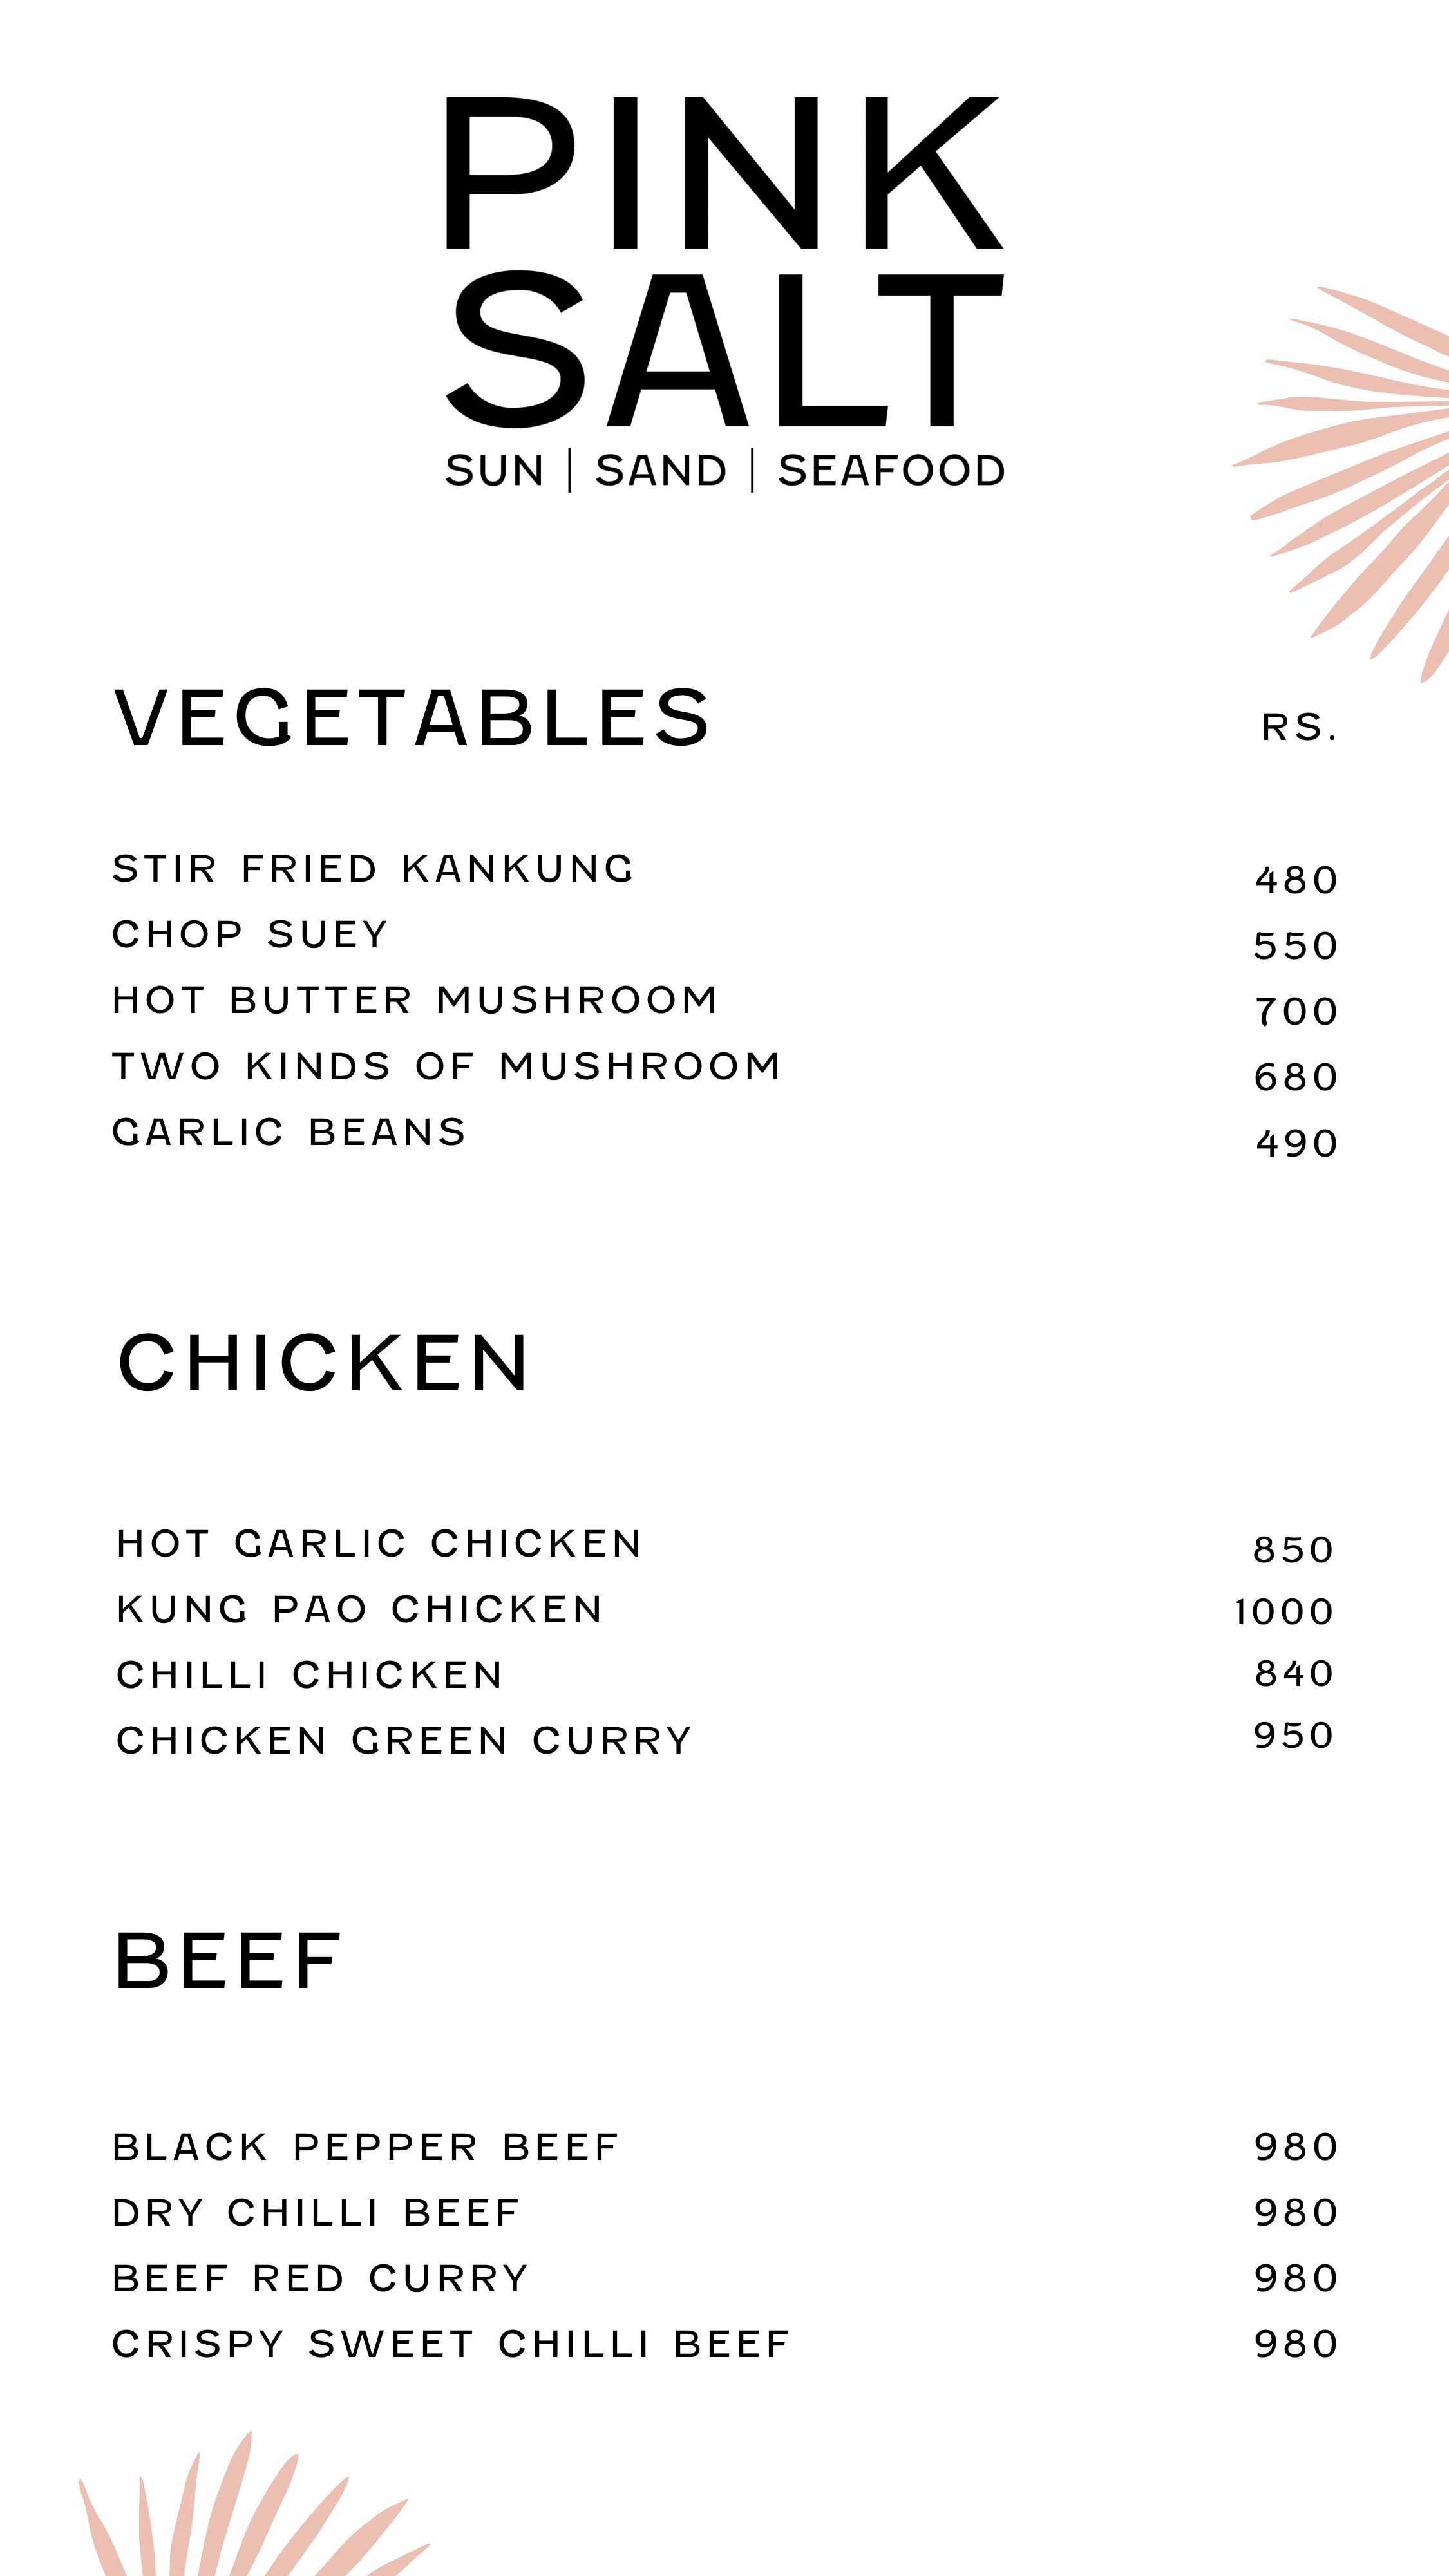 PINK
SALT
SUN | SAND | SEAFOOD
VEGETABLES RS.
STIR FRIED KANKUNG 480
CHOP SUEY 550
HOT BUTTER MUSHROOM 700
TWO KINDS OF MUSHROOM 680
GARLIC BEANS 490
CHICKEN
HOT GARLIC CHICKEN 850
KUNG PAO CHICKEN 1000
CHILLI CHICKEN 840
CHICKEN GREEN CURRY 950
BEEF
BLACK PEPPER BEEF 980
DRY CHILLI BEEF 980
BEEF RED CURRY 980
CRISPY SWEET CHILLI BEEF 980